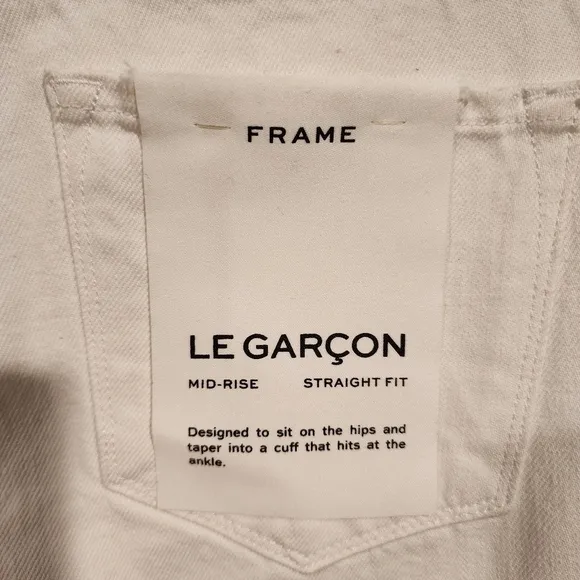 FRAME
LE GARÇON
MID-RISE STRAIGHT FIT
Designed to sit on the hips and
taper into a cuff that hits at the
ankle.